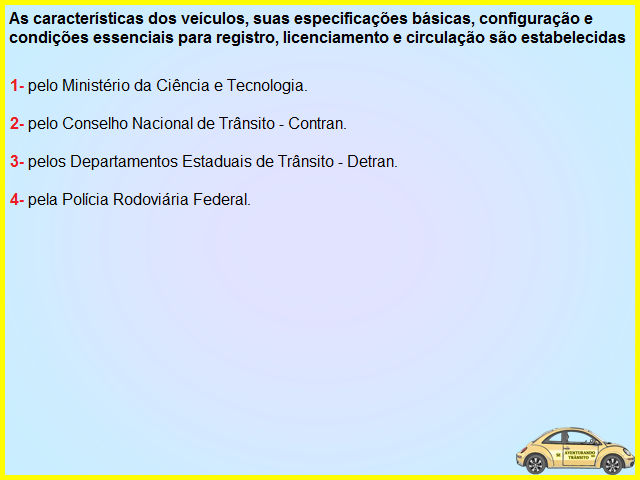 As características dos veículos, suas especificações básicas, configuração e
condições essenciais para registro, licenciamento e circulação são estabelecidas
1- pelo Ministério da Ciência e Tecnologia.
2- pelo Conselho Nacional de Trânsito - Contran.
3- pelos Departamentos Estaduais de Trânsito - Detran.
4- pela Polícia Rodoviária Federal.
AVENTURANDO
TRÂNSITO